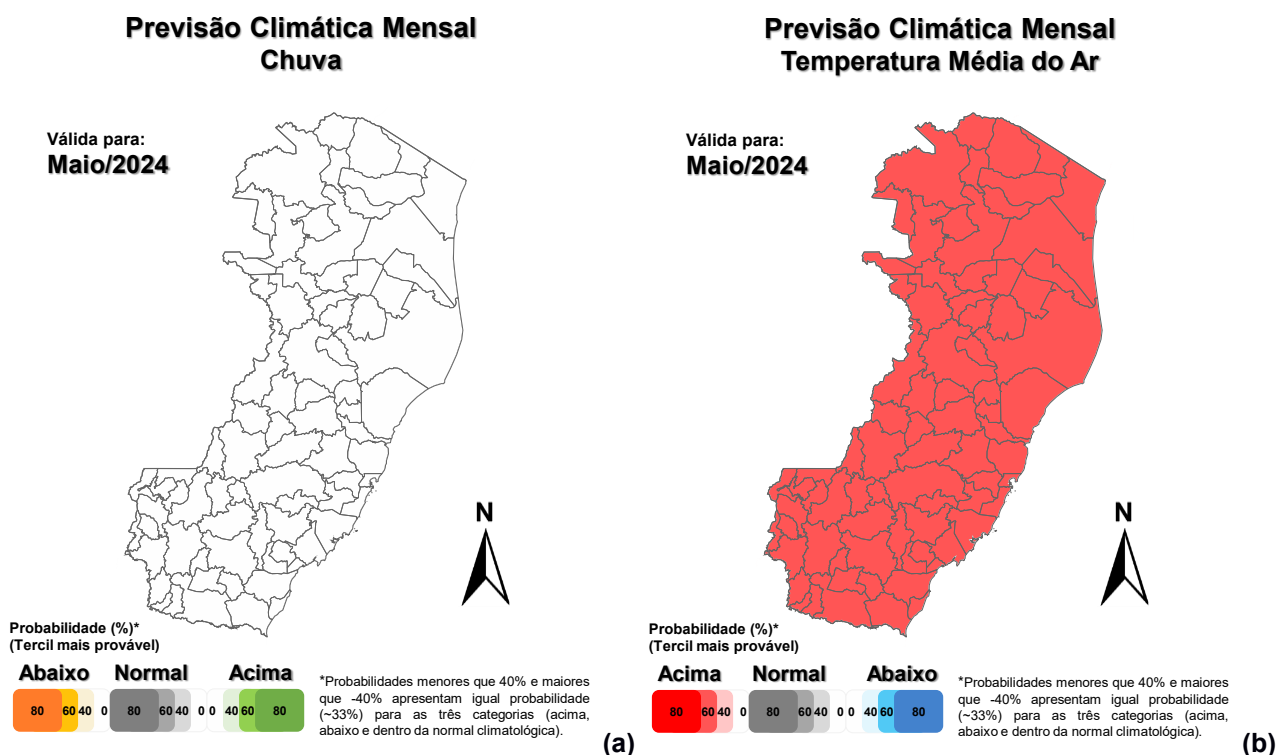 Previsão Climática Mensal
Chuva
Válida para:
Maio/2024
N
Probabilidade (%)*
(Tercil mais provável)
Abaixo Normal Acima
80 60 40 0 80 60 40 0 0 40 60 80
*Probabilidades menores que 40% e maiores
que -40% apresentam igual probabilidade
(~33%) para as três categorias (acima,
abaixo e dentro da normal climatológica).
(a)
Previsão Climática Mensal
Temperatura Média do Ar
Válida para:
Maio/2024
N
Probabilidade (%)*
(Tercil mais provável)
Acima Normal Abaixo
80 60 40 0 80 60 40 0 0 40 60 80
*Probabilidades menores que 40% e maiores
que -40% apresentam igual probabilidade
(~33%) para as três categorias (acima,
abaixo e dentro da normal climatológica).
(b)